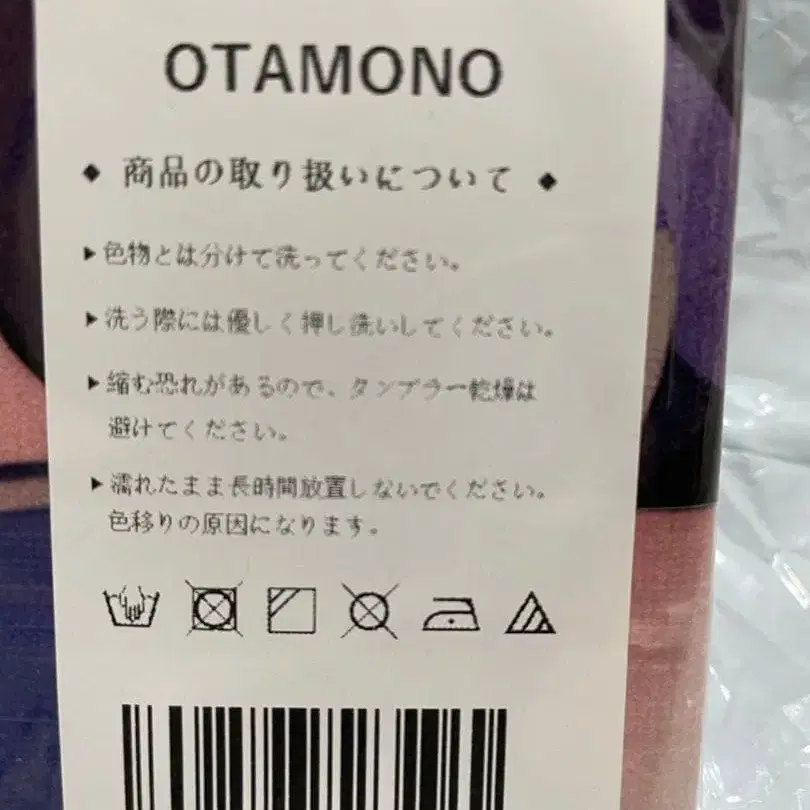 OTAMONO
◆ 商品の取り扱いについて ◆
▶色物とは分けて洗ってください。
▶洗う際には優しく押し洗いしてください。
▶縮む恐れがあるので、タンブラー乾燥は
避けてください。
▶濡れたまま長時間放置しないでください。
色移りの原因になります。